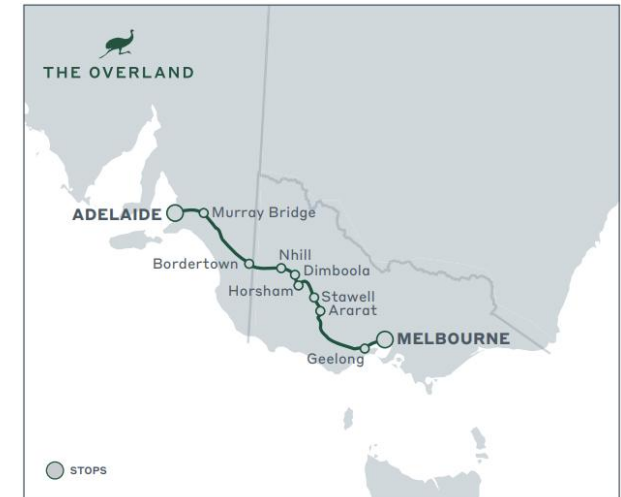 THE OVERLAND
ADELAIDE
Murray Bridge
Bordertown
Nhill
Dimboola
Horsham
Stawell
Ararat
MELBOURNE
Geelong
STOPS